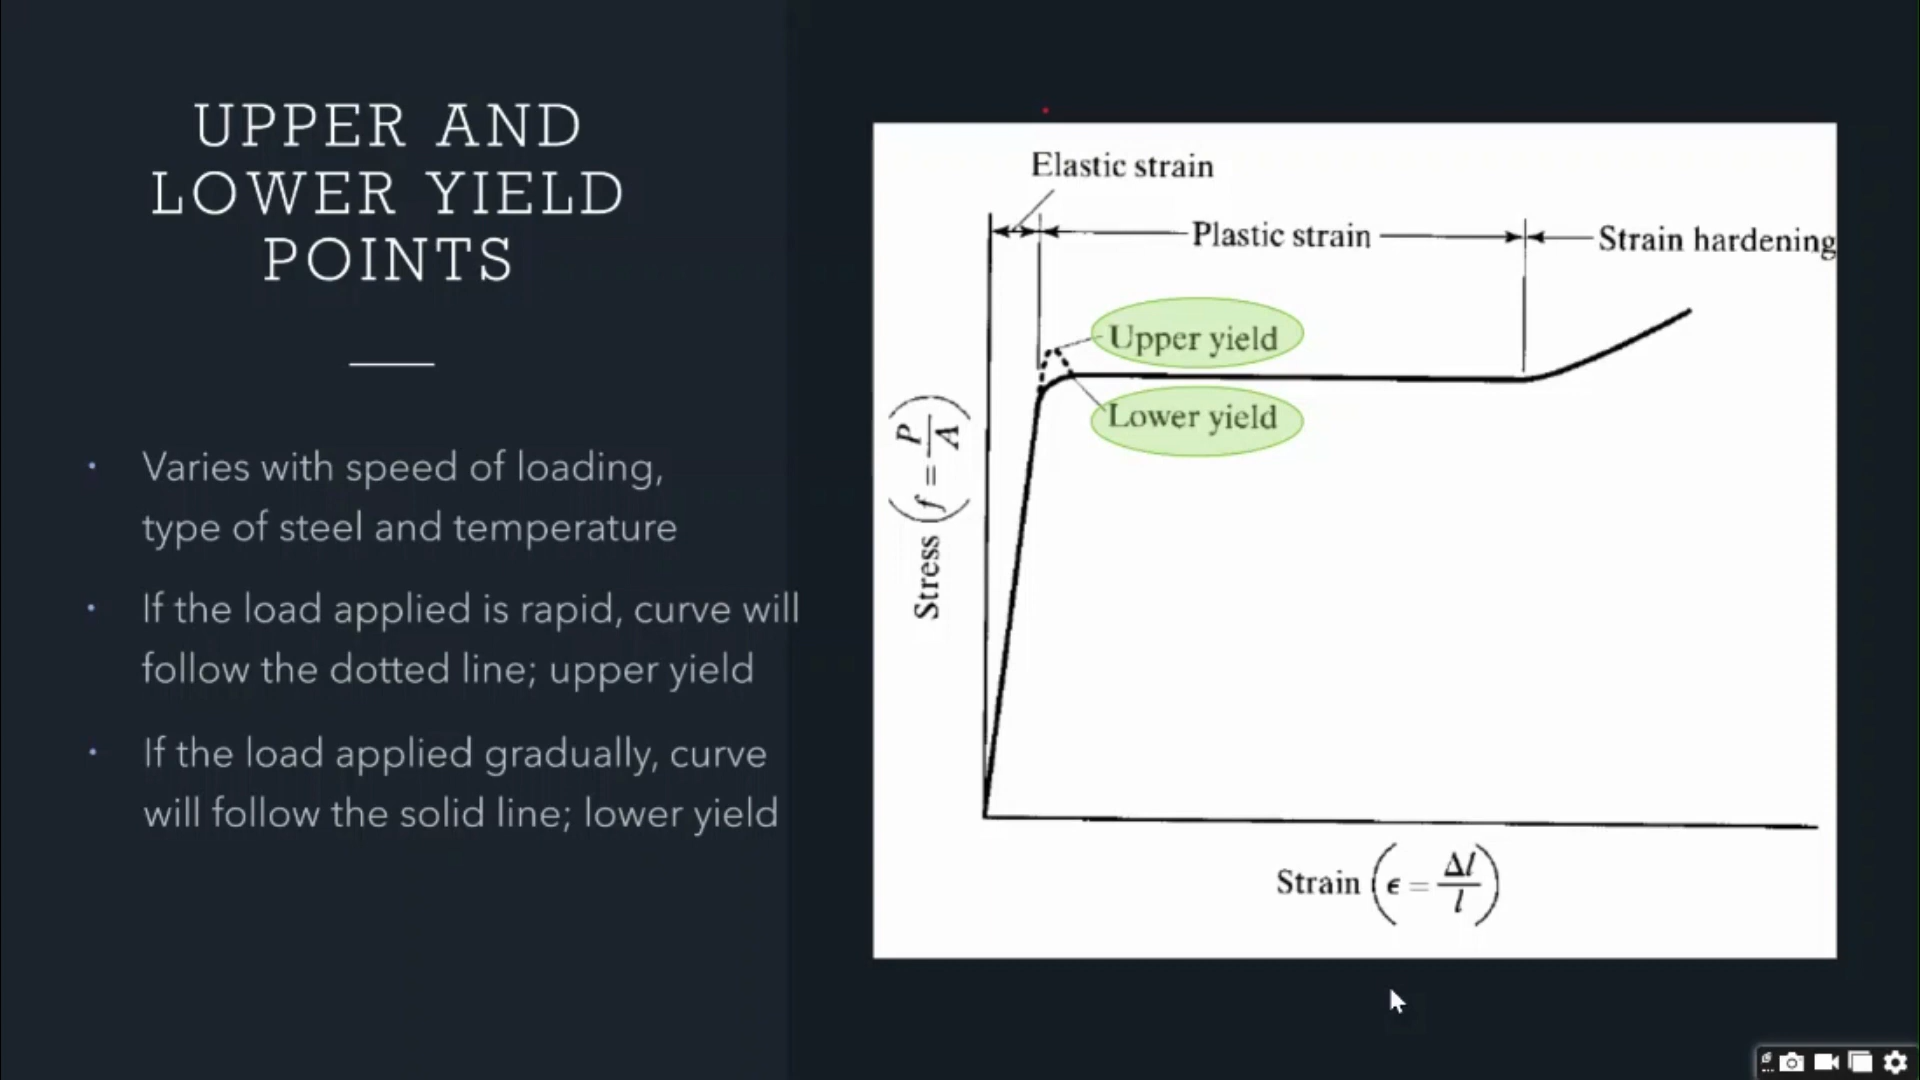 UPPER AND
LOWER YIELD
POINTS
• Varies with speed of loading,
type of steel and temperature
• If the load applied is rapid, curve will
follow the dotted line; upper yield
• If the load applied gradually, curve
will follow the solid line; lower yield
Elastic strain
Plastic strain
Strain hardening
Upper yield
Lower yield
Stress (f = P/A)
Strain (ϵ = Δl/l)